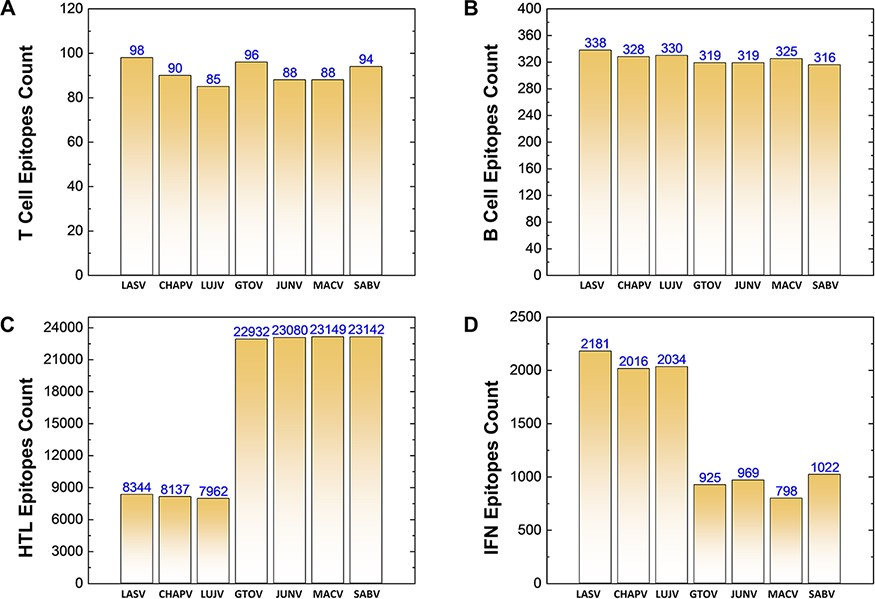 A
T Cell Epitopes Count
120
100
80
60
40
20
0
98 90 85 96 88 88 94
LASV CHAPV LUJV GTOV JUNV MACV SABV
B
B Cell Epitopes Count
400
360
320
280
240
200
160
120
80
40
0
338 328 330 319 319 325 316
LASV CHAPV LUJV GTOV JUNV MACV SABV
C
HTL Epitopes Count
24000
21000
18000
15000
12000
9000
6000
3000
0
8344 8137 7962 22932 23080 23149 23142
LASV CHAPV LUJV GTOV JUNV MACV SABV
D
IFN Epitopes Count
2500
2000
1500
1000
500
0
2181 2016 2034 925 969 798 1022
LASV CHAPV LUJV GTOV JUNV MACV SABV